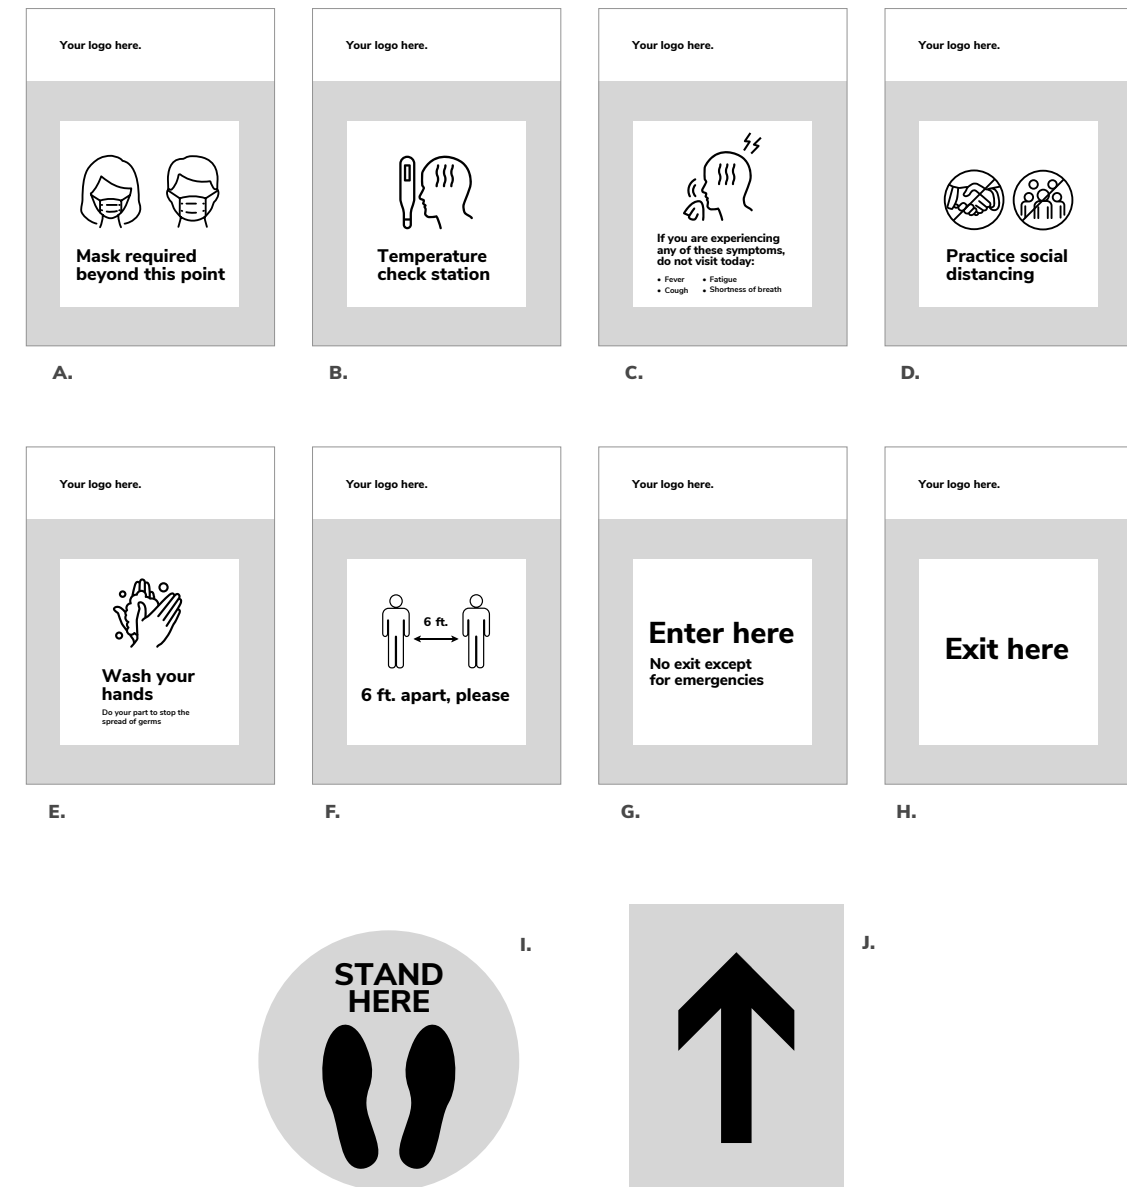 Your logo here.
Your logo here.
Your logo here.
Your logo here.
Mask required
beyond this point
Temperature
check station
If you are experiencing
any of these symptoms,
do not visit today:
• Fever
• Cough
• Fatigue
• Shortness of breath
Practice social
distancing
A.
B.
C.
D.
Your logo here.
Your logo here.
Your logo here.
Your logo here.
Wash your
hands
Do your part to stop the
spread of germs
6 ft.
6 ft. apart, please
Enter here
No exit except
for emergencies
Exit here
E.
F.
G.
H.
STAND
HERE
I.
J.